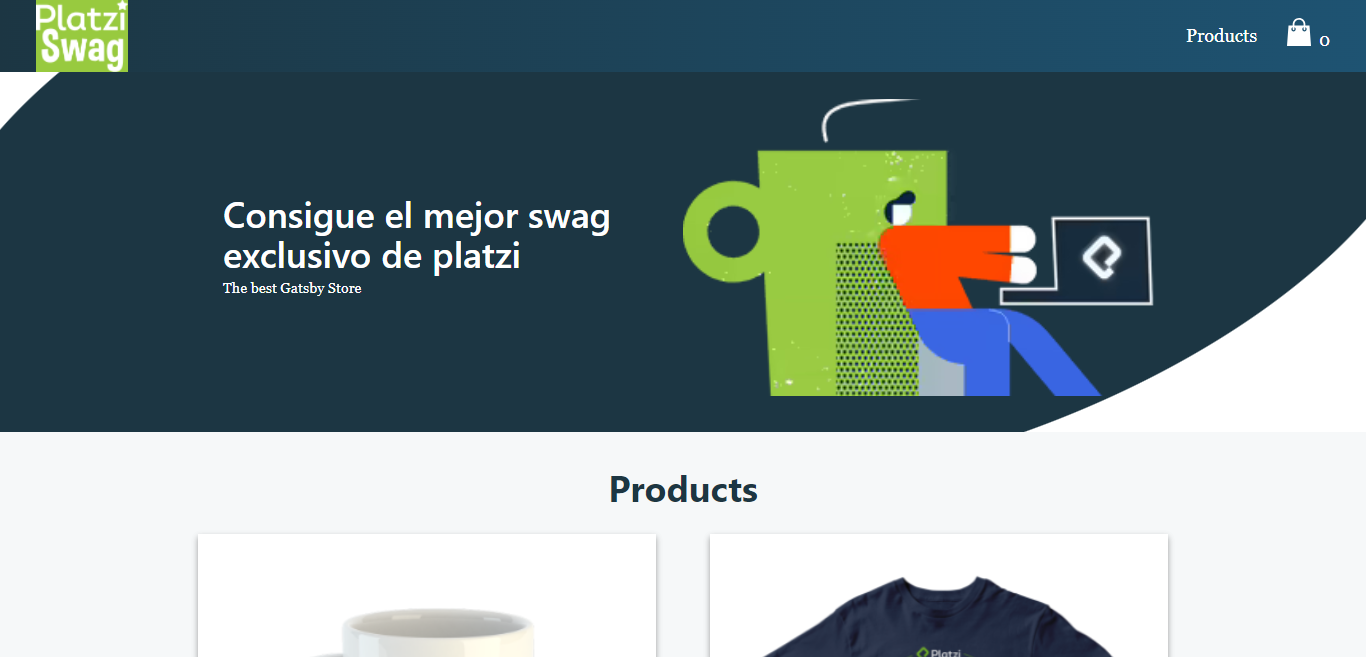 Platzi
Swag
Products
0
Consigue el mejor swag
exclusivo de platzi
The best Gatsby Store
Products
Platzi